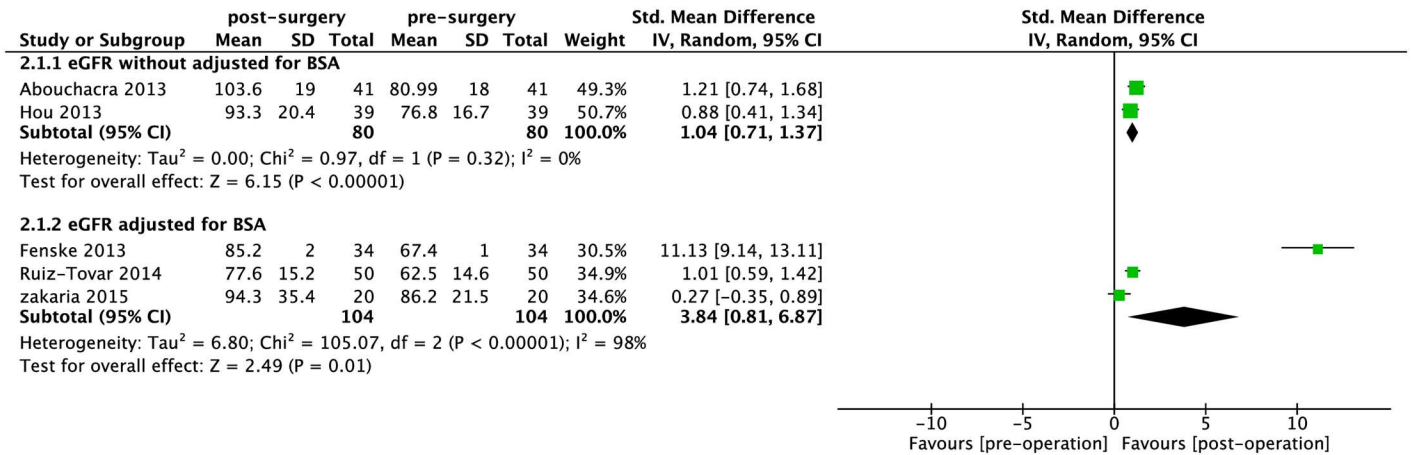 post-surgery pre-surgery Std. Mean Difference Std. Mean Difference
Study or Subgroup Mean SD Total Mean SD Total Weight IV, Random, 95% CI IV, Random, 95% CI
2.1.1 eGFR without adjusted for BSA
Abouchacra 2013 103.6 19 41 80.99 18 41 49.3% 1.21 [0.74, 1.68]
Hou 2013 93.3 20.4 39 76.8 16.7 39 50.7% 0.88 [0.41, 1.34]
Subtotal (95% CI) 80 80 100.0% 1.04 [0.71, 1.37]
Heterogeneity: Tau² = 0.00; Chi² = 0.97, df = 1 (P = 0.32); I² = 0%
Test for overall effect: Z = 6.15 (P < 0.00001)
2.1.2 eGFR adjusted for BSA
Fenske 2013 85.2 2 34 67.4 1 34 30.5% 11.13 [9.14, 13.11]
Ruiz-Tovar 2014 77.6 15.2 50 62.5 14.6 50 34.9% 1.01 [0.59, 1.42]
zakaria 2015 94.3 35.4 20 86.2 21.5 20 34.6% 0.27 [-0.35, 0.89]
Subtotal (95% CI) 104 104 100.0% 3.84 [0.81, 6.87]
Heterogeneity: Tau² = 6.80; Chi² = 105.07, df = 2 (P < 0.00001); I² = 98%
Test for overall effect: Z = 2.49 (P = 0.01)
-10 -5 0 5 10
Favours [pre-operation] Favours [post-operation]